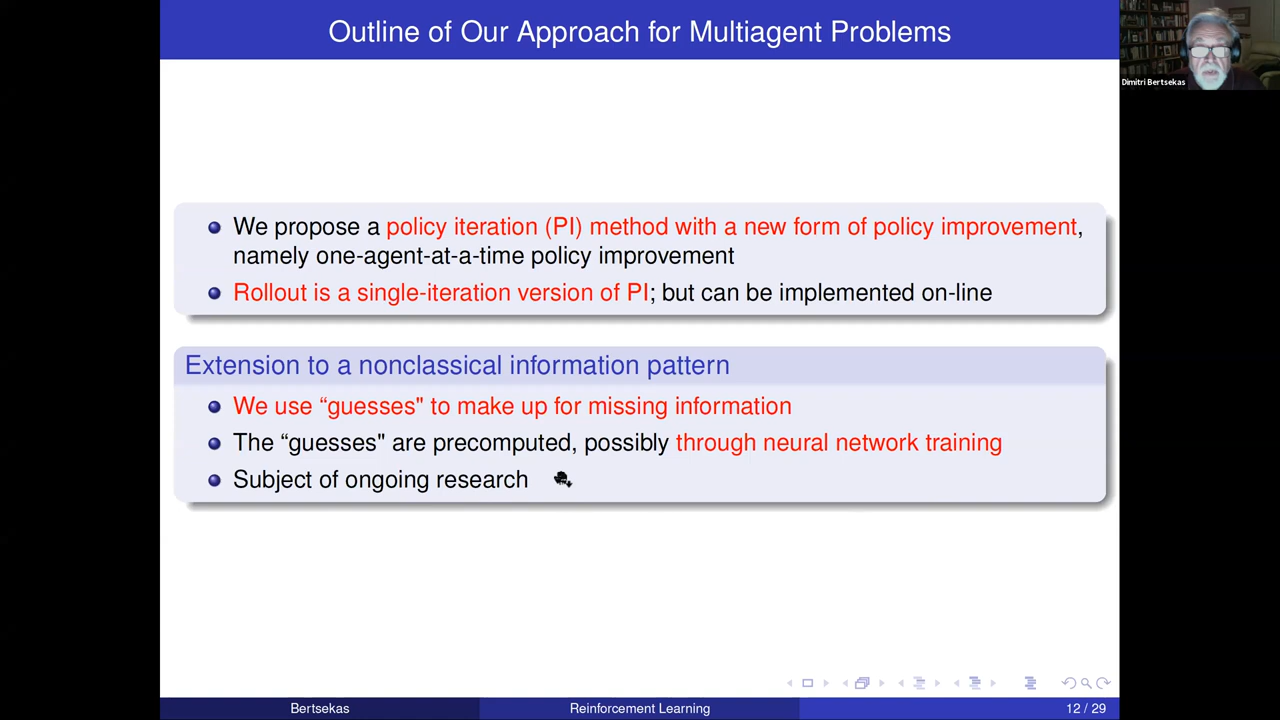 Outline of Our Approach for Multiagent Problems
Dimitri Bertsekas
We propose a policy iteration (PI) method with a new form of policy improvement,
namely one-agent-at-a-time policy improvement
Rollout is a single-iteration version of PI; but can be implemented on-line
Extension to a nonclassical information pattern
We use “guesses" to make up for missing information
The “guesses" are precomputed, possibly through neural network training
Subject of ongoing research
Bertsekas
Reinforcement Learning
12 / 29